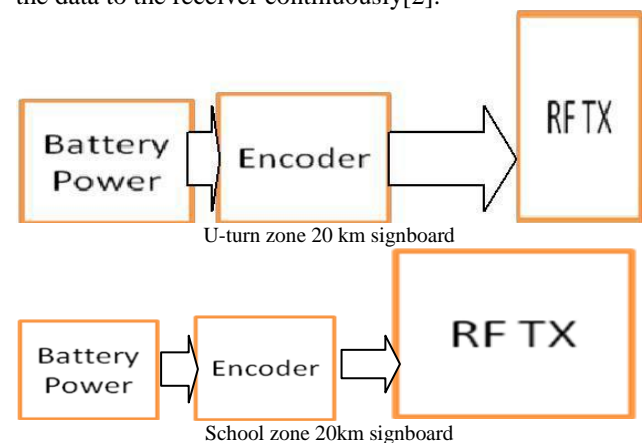 the data to the receiver continuously[2].
Battery
Power
Encoder
RF TX
U-turn zone 20 km signboard
Battery
Power
Encoder
RF TX
School zone 20km signboard